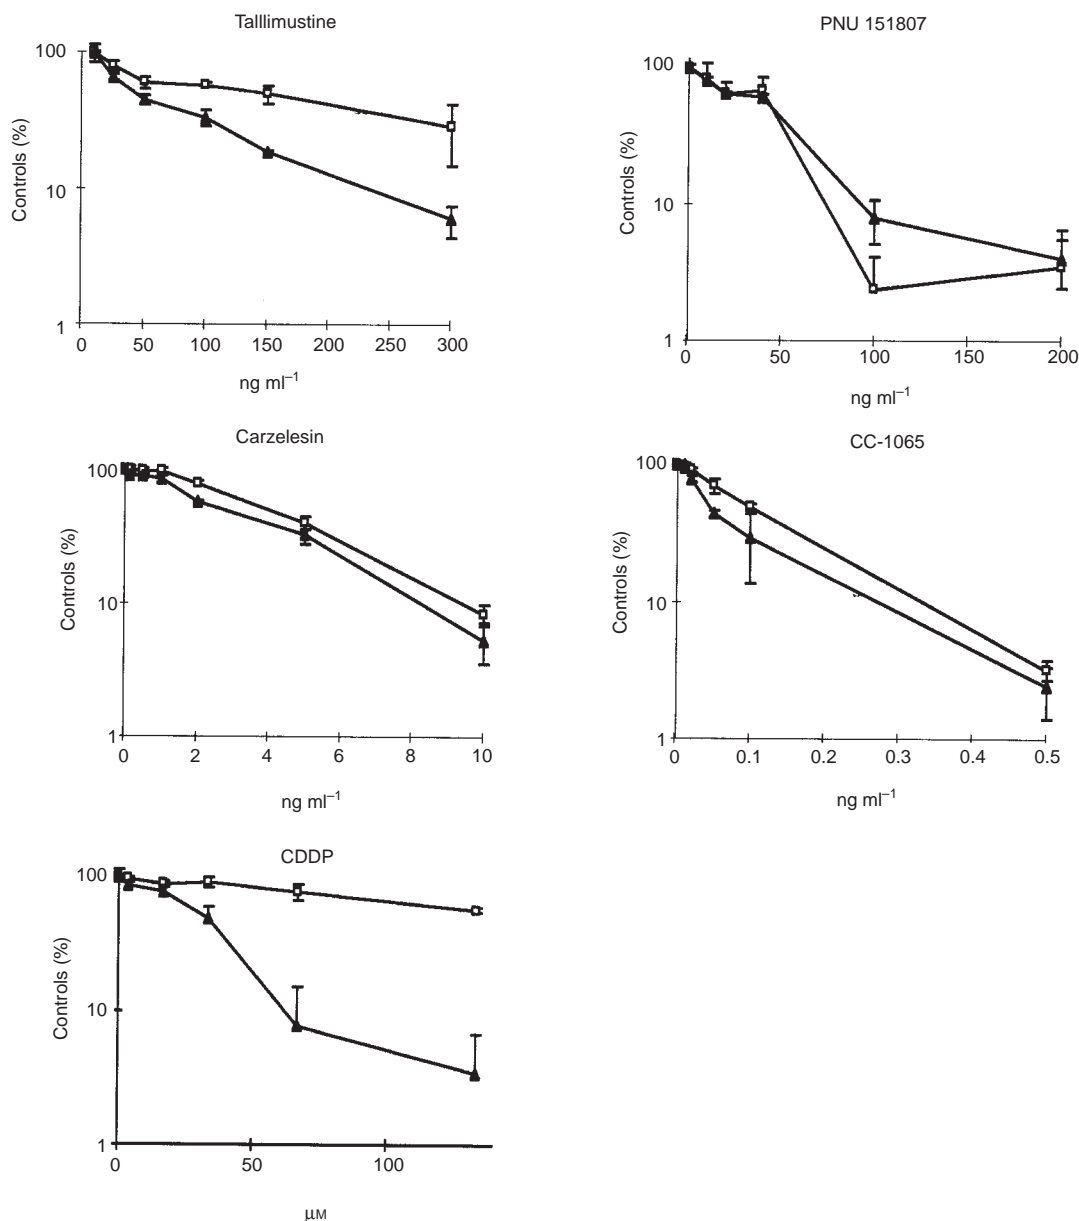 Talllimustine
100
10
1
Controls (%)
0 50 100 150 200 250 300
ng ml⁻¹
PNU 151807
100
10
1
Controls (%)
0 50 100 150 200
ng ml⁻¹
Carzelesin
100
10
1
Controls (%)
0 2 4 6 8 10
ng ml⁻¹
CC-1065
100
10
1
Controls (%)
0 0.1 0.2 0.3 0.4 0.5
ng ml⁻¹
CDDP
100
10
1
Controls (%)
0 50 100
μM